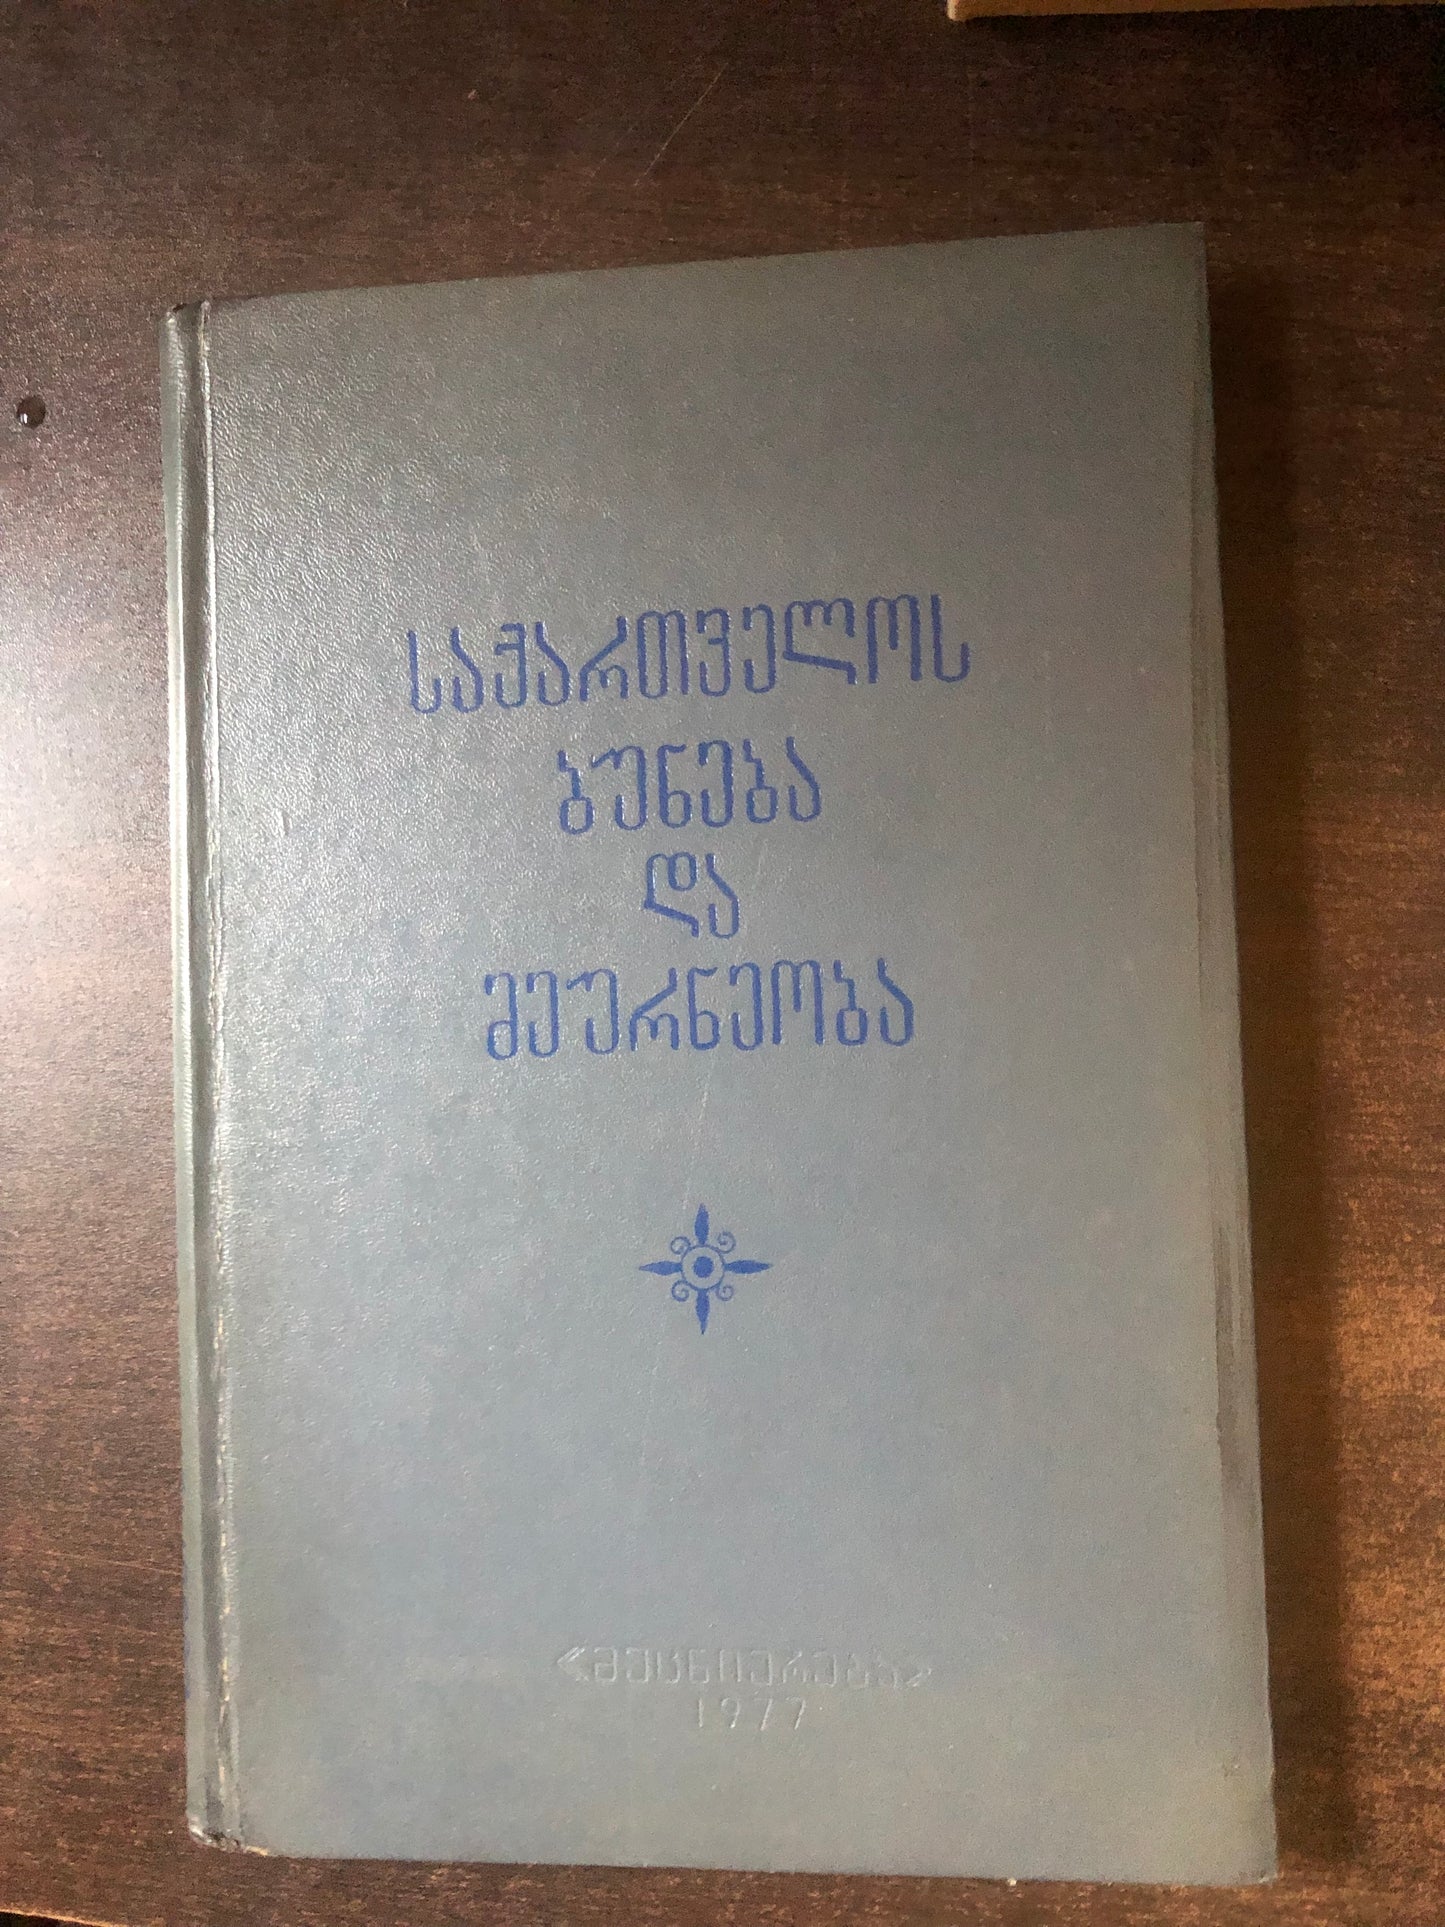 საქართველოს
ბუნება
და
მეურნეობა
«მეცნიერება»
1977